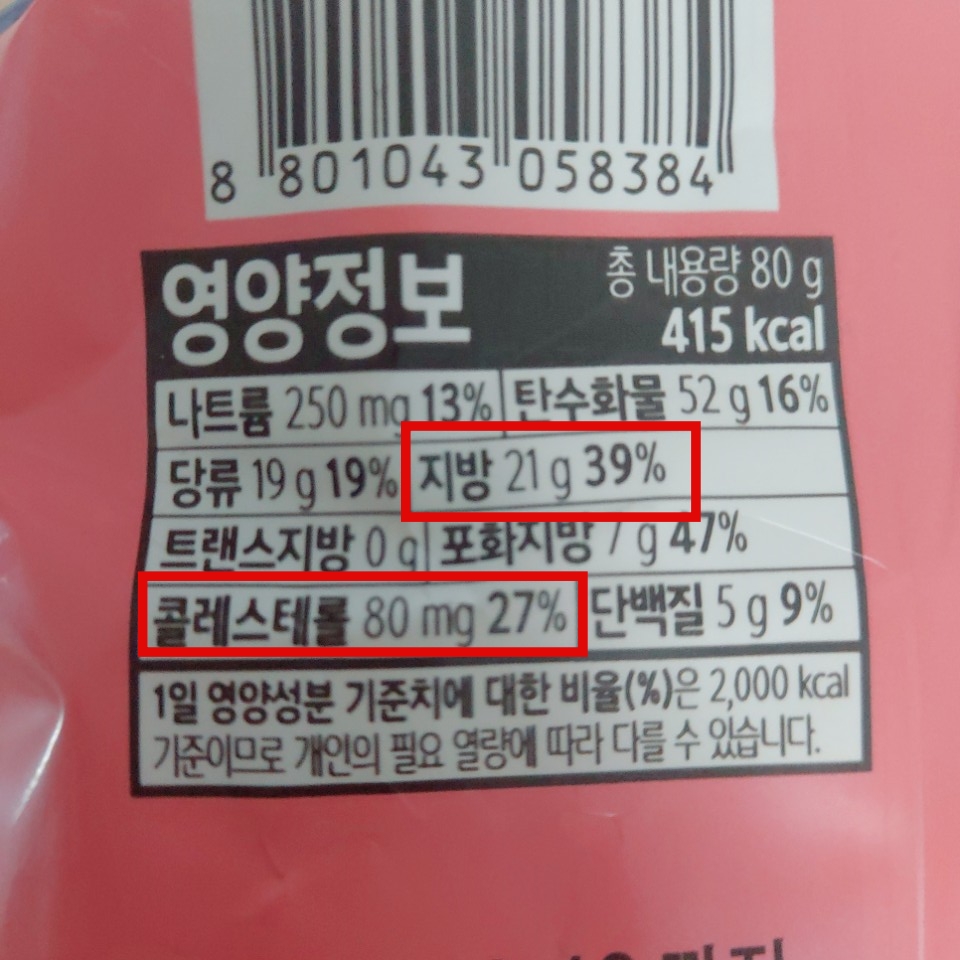 8 801043 058384
영양정보 총 내용량 80 g
415 kcal
나트륨 250 mg 13% 탄수화물 52 g 16%
당류 19 g 19% 지방 21 g 39%
트랜스지방 0 g 포화지방 7 g 47%
콜레스테롤 80 mg 27% 단백질 5 g 9%
1일 영양성분 기준치에 대한 비율(%)은 2,000 kcal
기준이므로 개인의 필요 열량에 따라 다를 수 있습니다.